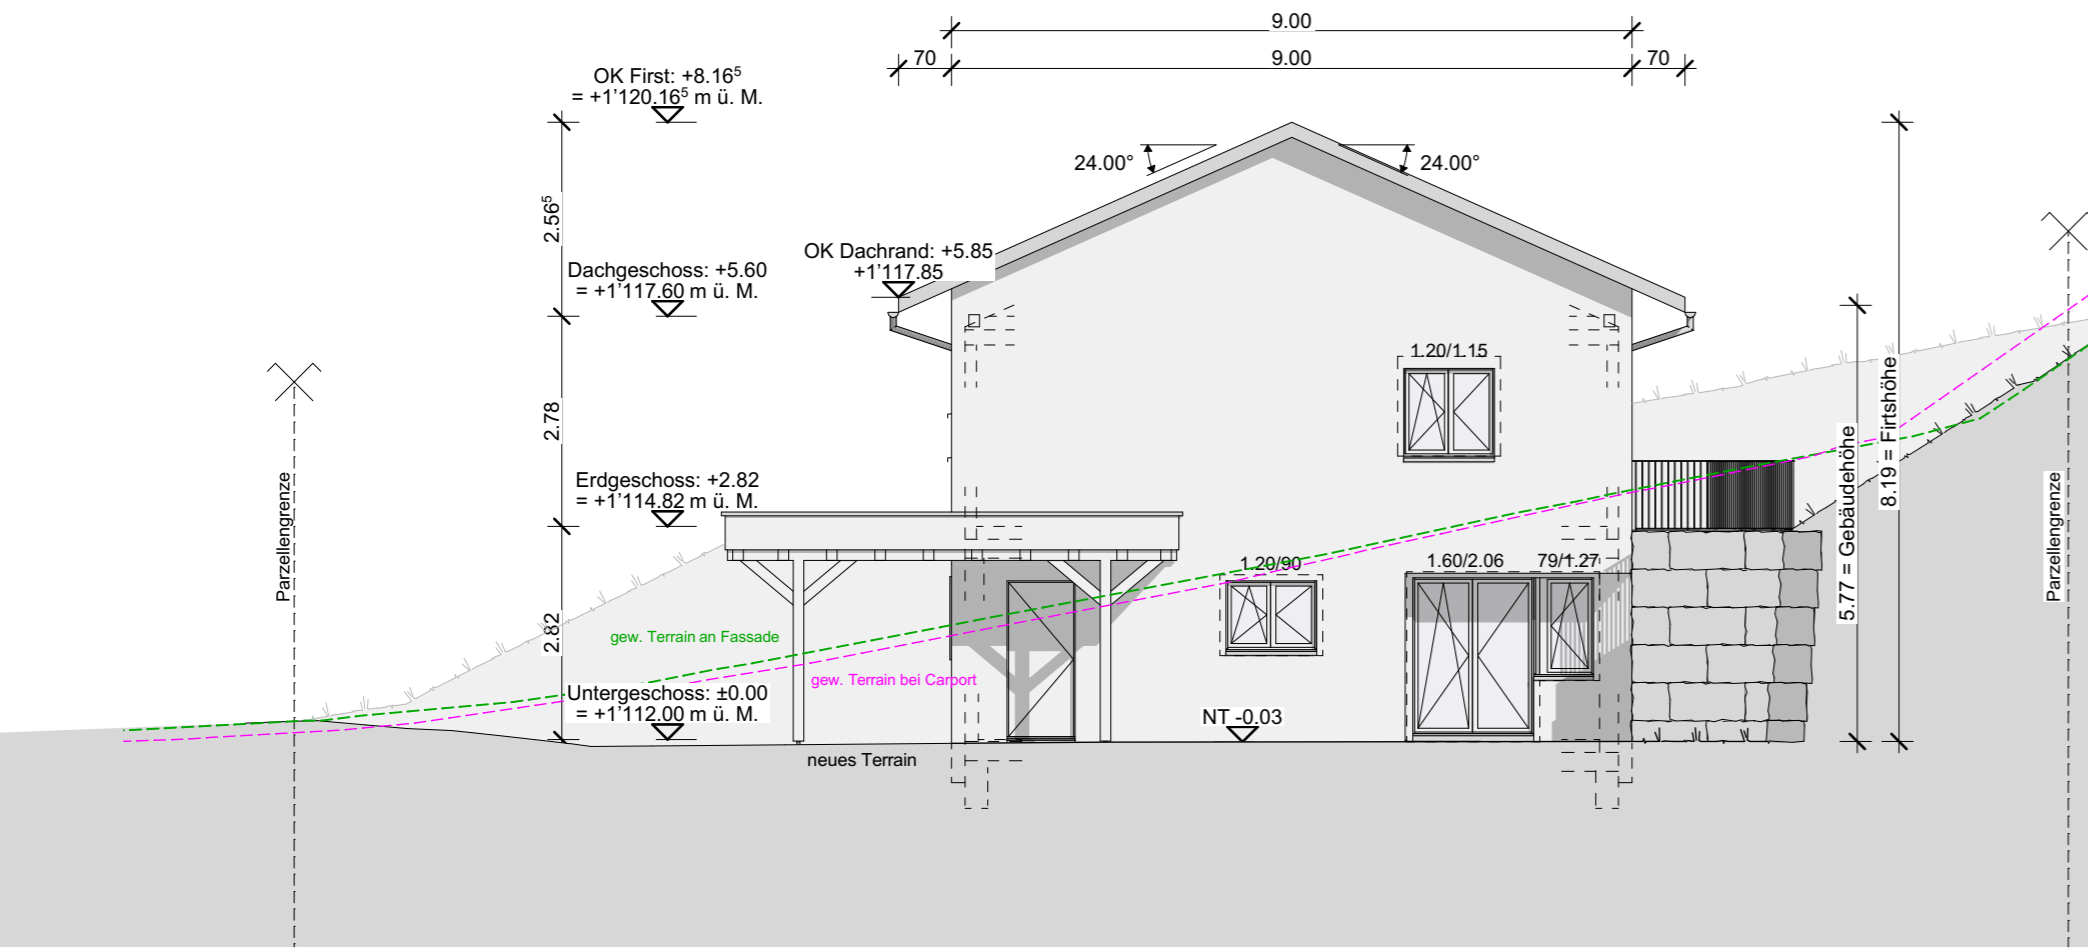 9.00
70
9.00
70
OK First: +8.16⁵
= +1'120.16⁵ m ü. M.
24.00°
24.00°
2.56⁵
OK Dachrand: +5.85
+1'117.85
Dachgeschoss: +5.60
= +1'117.60 m ü. M.
1.20/1.15
8.19 = Firtshöhe
2.78
5.77 = Gebäudehöhe
Erdgeschoss: +2.82
= +1'114.82 m ü. M.
Parzellengrenze
Parzellengrenze
1.20/90
1.60/2.06
79/1.27
2.82
gew. Terrain an Fassade
gew. Terrain bei Carport
Untergeschoss: ±0.00
= +1'112.00 m ü. M.
NT -0.03
neues Terrain